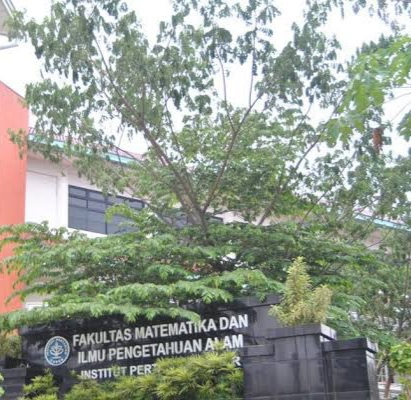 FAKULTAS MATEMATIKA DAN
ILMU PENGETAHUAN ALAM
INSTITUT